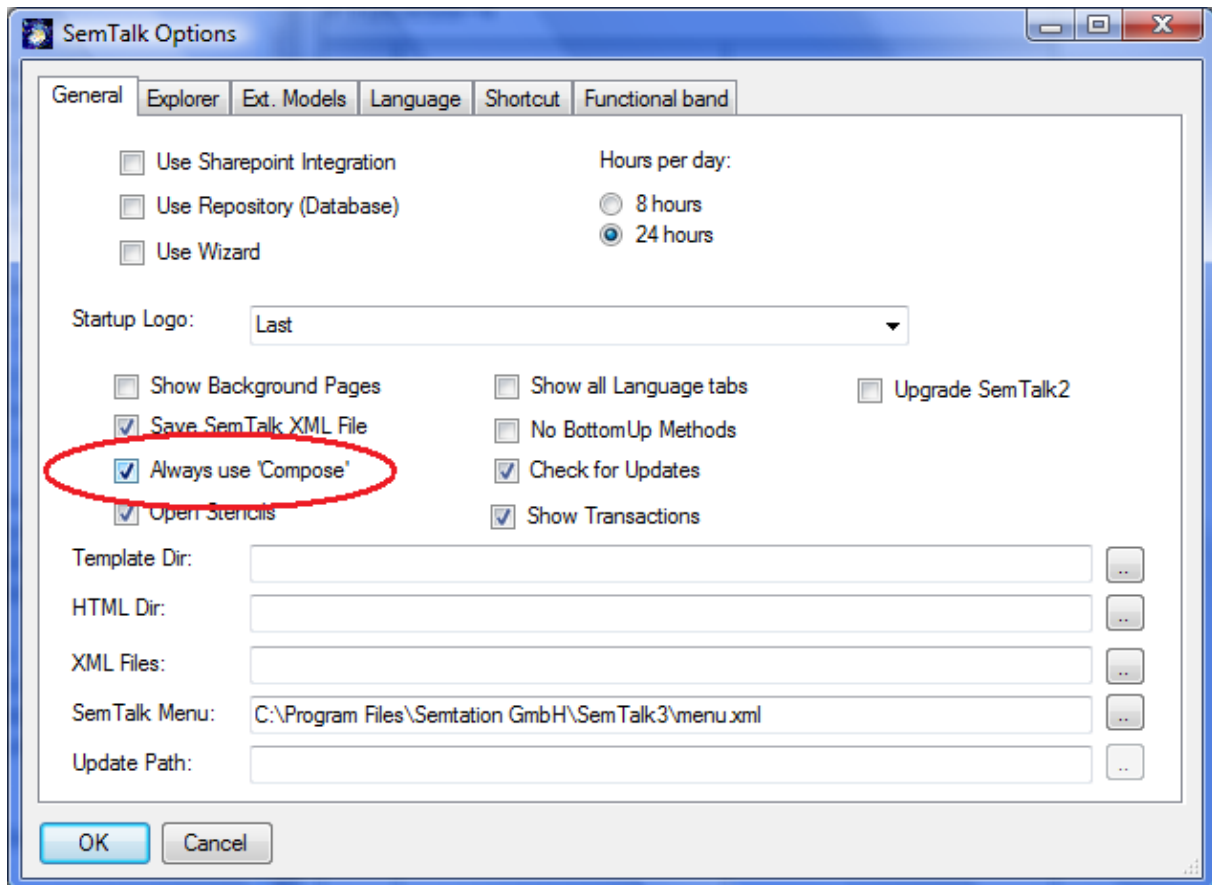 SemTalk Options
General Explorer Ext. Models Language Shortcut Functional band
Use Sharepoint Integration Hours per day:
Use Repository (Database) 8 hours
24 hours
Use Wizard
Startup Logo: Last
Show Background Pages Show all Language tabs Upgrade SemTalk2
Save SemTalk XML File No BottomUp Methods
Always use 'Compose' Check for Updates
Open Stencils Show Transactions
Template Dir: ..
HTML Dir: ..
XML Files: ..
SemTalk Menu: C:\Program Files\Semtation GmbH\SemTalk3\menu.xml ..
Update Path: ..
OK Cancel